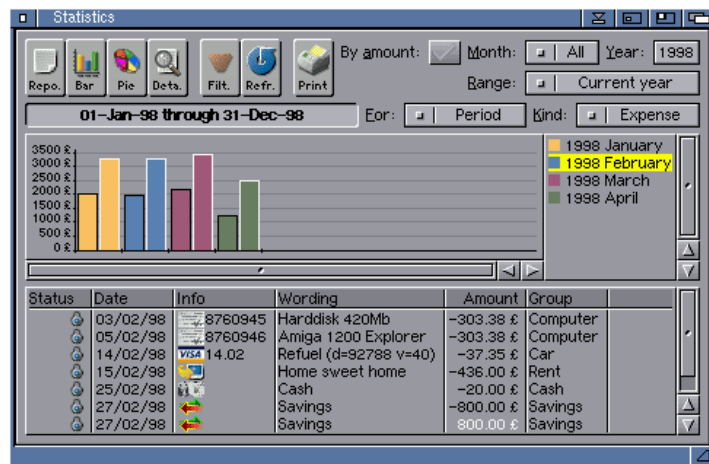 Statistics
Repo. Bar Pie Deta. Filt. Refr. Print By amount: Month: All Year: 1998
Range: Current year
01-Jan-98 through 31-Dec-98 For: Period Kind: Expense
3500 £
3000 £
2500 £
2000 £
1500 £
1000 £
500 £
0 £
1998 January
1998 February
1998 March
1998 April
Status Date Info Wording Amount Group
03/02/98 8760945 Harddisk 420Mb -303.38 £ Computer
05/02/98 8760946 Amiga 1200 Explorer -303.38 £ Computer
14/02/98 VISA 14.02 Refuel (d=92788 v=40) -37.35 £ Car
15/02/98 Home sweet home -436.00 £ Rent
25/02/98 Cash -20.00 £ Cash
27/02/98 Savings -800.00 £ Savings
27/02/98 Savings 800.00 £ Savings